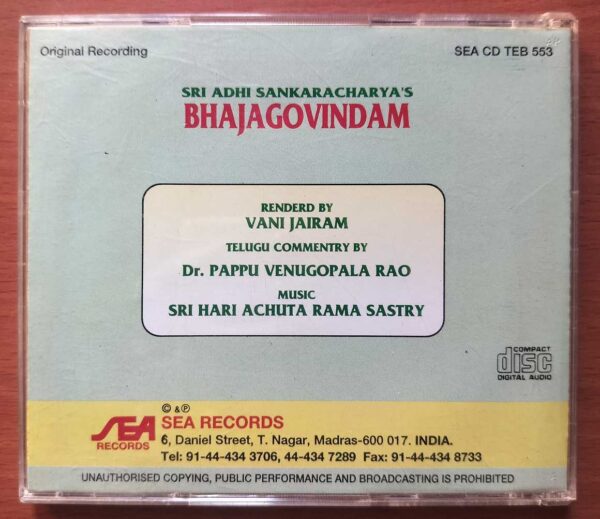 Original Recording
SEA CD TEB 553
SRI ADHI SANKARACHARYA'S
BHAJAGOVINDAM
RENDERD BY
VANI JAIRAM
TELUGU COMMENTRY BY
Dr. PAPPU VENUGOPALA RAO
MUSIC
SRI HARI ACHUTA RAMA SASTRY
COMPACT
disc
DIGITAL AUDIO
SEA
RECORDS
© & ℗
SEA RECORDS
6, Daniel Street, T. Nagar, Madras-600 017. INDIA.
Tel: 91-44-434 3706, 44-434 7289 Fax: 91-44-434 8733
UNAUTHORISED COPYING, PUBLIC PERFORMANCE AND BROADCASTING IS PROHIBITED